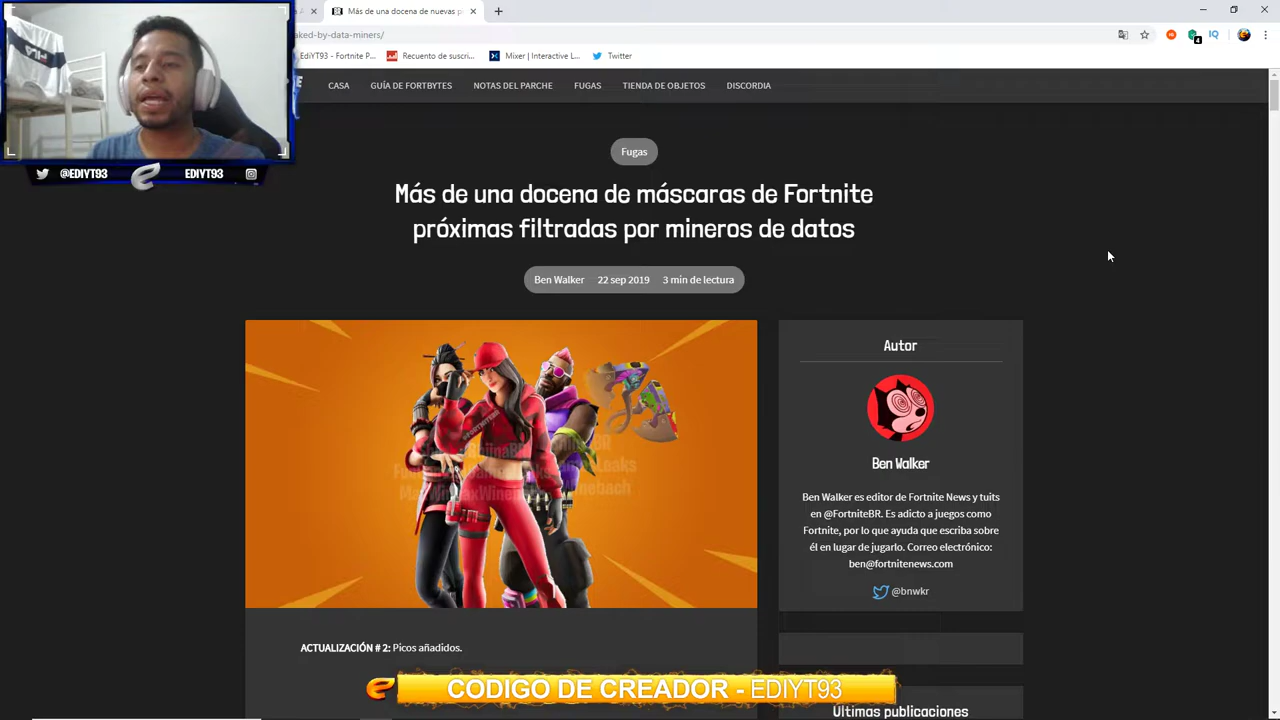 Más de una docena de nuevas p
aked-by-data-miners/
EdiYT93 - Fortnite P...
Recuento de suscri...
Mixer | Interactive L...
Twitter
4
IQ
CASA
GUÍA DE FORTBYTES
NOTAS DEL PARCHE
FUGAS
TIENDA DE OBJETOS
DISCORDIA
@EDIYT93
EDIYT93
Fugas
Más de una docena de máscaras de Fortnite
próximas filtradas por mineros de datos
Ben Walker 22 sep 2019 3 min de lectura
Autor
Ben Walker
Ben Walker es editor de Fortnite News y tuits
en @FortniteBR. Es adicto a juegos como
Fortnite, por lo que ayuda que escriba sobre
él en lugar de jugarlo. Correo electrónico:
ben@fortnitenews.com
@bnwkr
ACTUALIZACIÓN # 2: Picos añadidos.
CODIGO DE CREADOR - EDIYT93
Últimas publicaciones